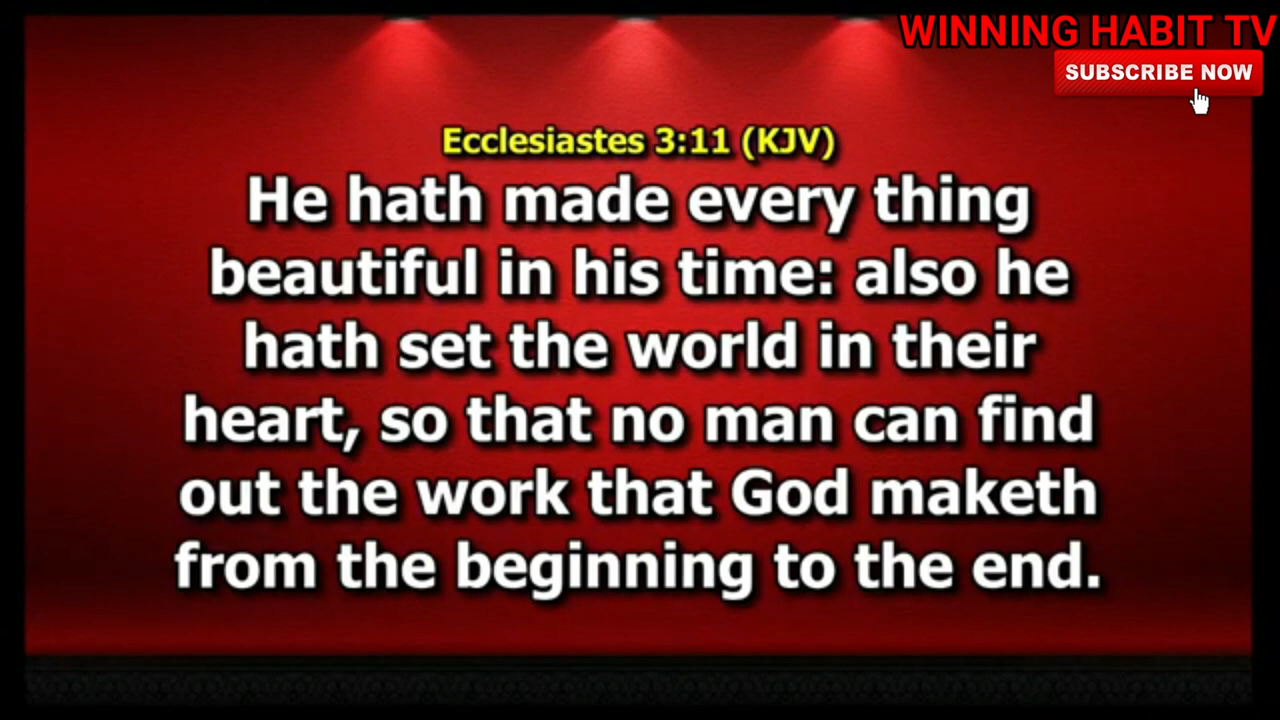 WINNING HABIT TV
SUBSCRIBE NOW
Ecclesiastes 3:11 (KJV)
He hath made every thing
beautiful in his time: also he
hath set the world in their
heart, so that no man can find
out the work that God maketh
from the beginning to the end.